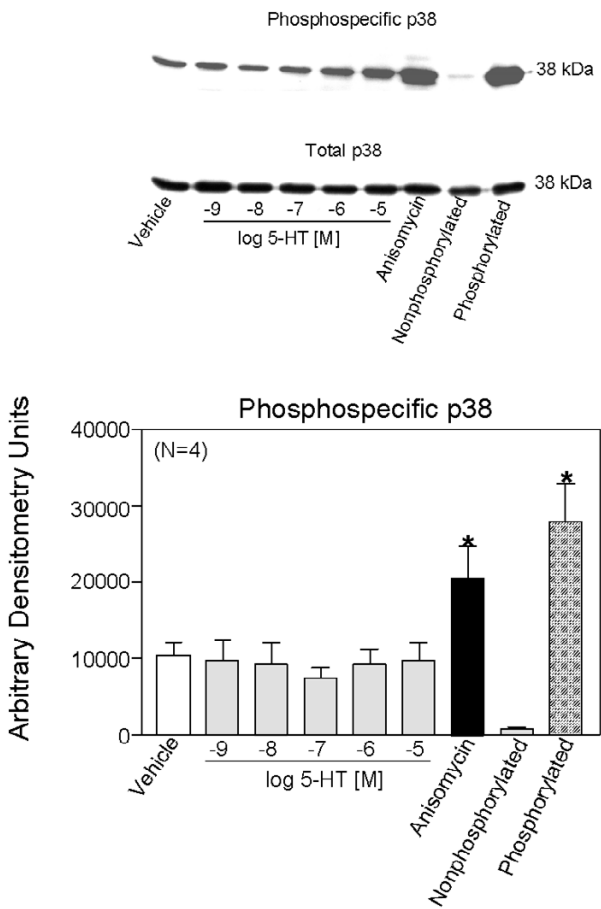 Phosphospecific p38
38 kDa
Total p38
38 kDa
Vehicle
-9 -8 -7 -6 -5
log 5-HT [M]
Anisomycin
Nonphosphorylated
Phosphorylated
Phosphospecific p38
Arbitrary Densitometry Units
40000
30000
20000
10000
0
(N=4)
*
*
Vehicle
-9 -8 -7 -6 -5
log 5-HT [M]
Anisomycin
Nonphosphorylated
Phosphorylated